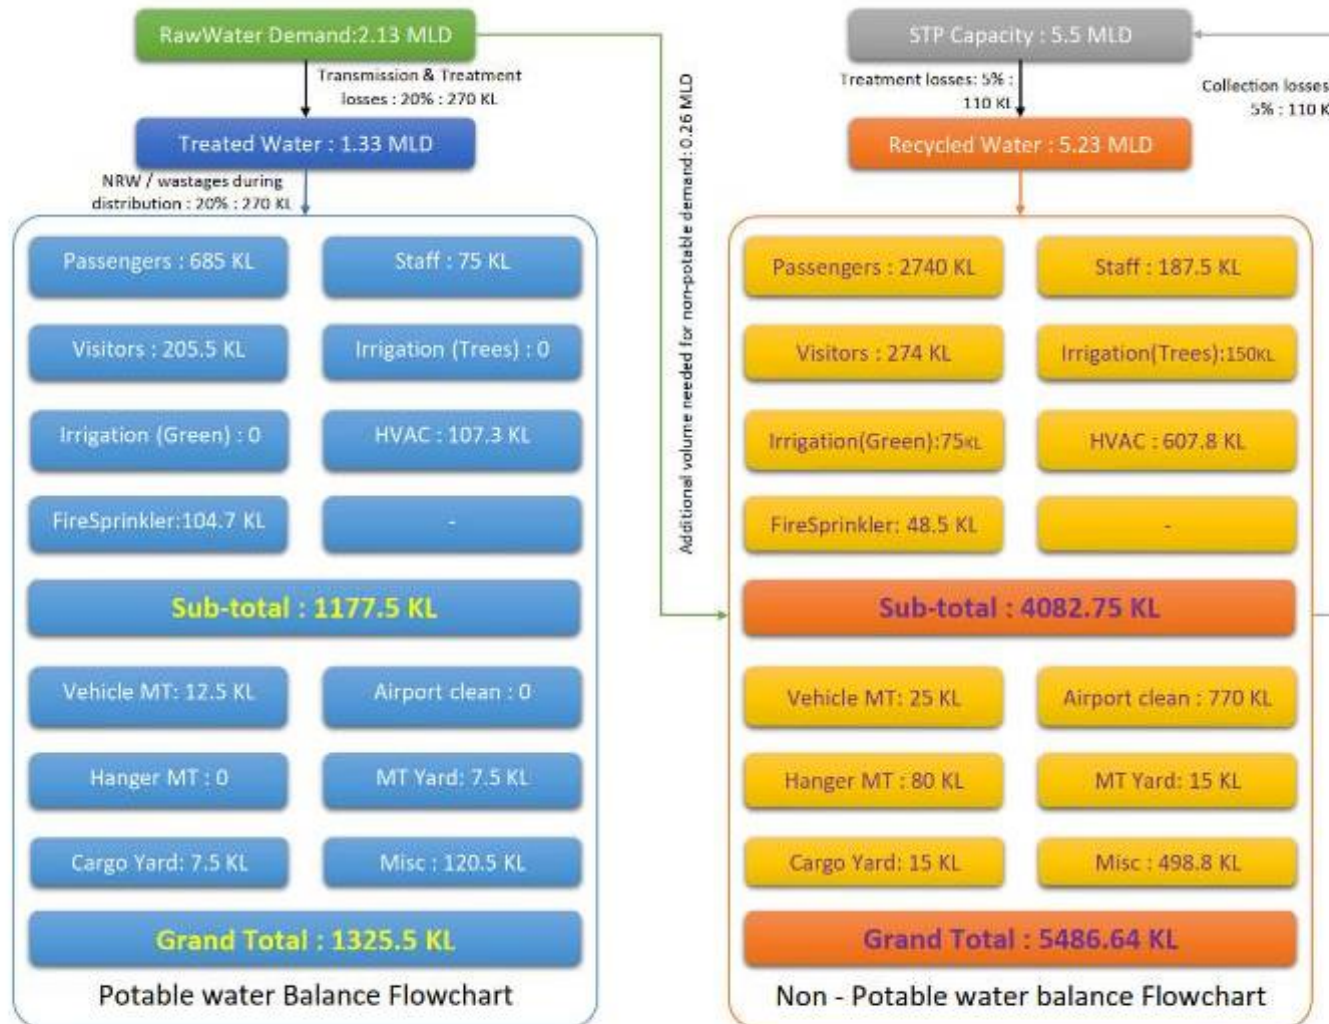 RawWater Demand:2.13 MLD
Transmission & Treatment
losses : 20% : 270 KL
Treated Water : 1.33 MLD
NRW / wastages during
distribution : 20% : 270 KL
Passengers : 685 KL
Staff : 75 KL
Visitors : 205.5 KL
Irrigation (Trees) : 0
Irrigation (Green) : 0
HVAC : 107.3 KL
FireSprinkler:104.7 KL
-
Sub-total : 1177.5 KL
Vehicle MT: 12.5 KL
Airport clean : 0
Hanger MT : 0
MT Yard: 7.5 KL
Cargo Yard: 7.5 KL
Misc : 120.5 KL
Grand Total : 1325.5 KL
Potable water Balance Flowchart
Additional volume needed for non-potable demand: 0.26 MLD
STP Capacity : 5.5 MLD
Treatment losses: 5% :
110 KL
Collection losses
5% : 110 K
Recycled Water : 5.23 MLD
Passengers : 2740 KL
Staff : 187.5 KL
Visitors : 274 KL
Irrigation(Trees):150KL
Irrigation(Green):75KL
HVAC : 607.8 KL
FireSprinkler: 48.5 KL
-
Sub-total : 4082.75 KL
Vehicle MT: 25 KL
Airport clean : 770 KL
Hanger MT : 80 KL
MT Yard: 15 KL
Cargo Yard: 15 KL
Misc : 498.8 KL
Grand Total : 5486.64 KL
Non - Potable water balance Flowchart